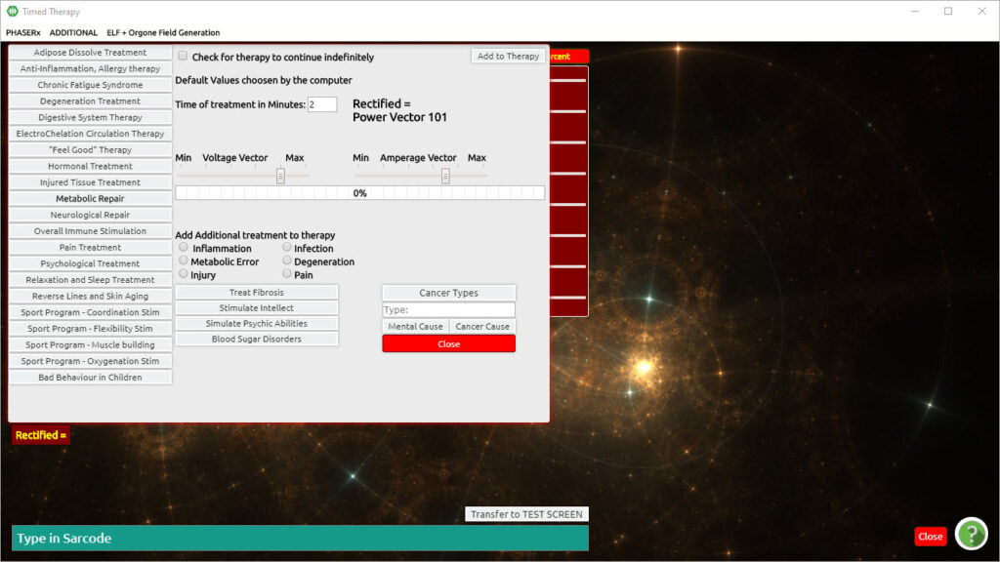 Timed Therapy
PHASERx ADDITIONAL ELF + Orgone Field Generation
Adipose Dissolve Treatment
Anti-Inflammation, Allergy therapy
Chronic Fatigue Syndrome
Degeneration Treatment
Digestive System Therapy
ElectroChelation Circulation Therapy
"Feel Good" Therapy
Hormonal Treatment
Injured Tissue Treatment
Metabolic Repair
Neurological Repair
Overall Immune Stimulation
Pain Treatment
Psychological Treatment
Relaxation and Sleep Treatment
Reverse Lines and Skin Aging
Sport Program - Coordination Stim
Sport Program - Flexibility Stim
Sport Program - Muscle building
Sport Program - Oxygenation Stim
Bad Behaviour in Children
Check for therapy to continue indefinitely
Add to Therapy
rcent
Default Values choosen by the computer
Time of treatment in Minutes: 2
Rectified =
Power Vector 101
Min Voltage Vector Max
Min Amperage Vector Max
0%
Add Additional treatment to therapy
Inflammation Infection
Metabolic Error Degeneration
Injury Pain
Treat Fibrosis
Stimulate Intellect
Simulate Psychic Abilities
Blood Sugar Disorders
Cancer Types
Type:
Mental Cause Cancer Cause
Close
Rectified =
Transfer to TEST SCREEN
Type in Sarcode
Close
?